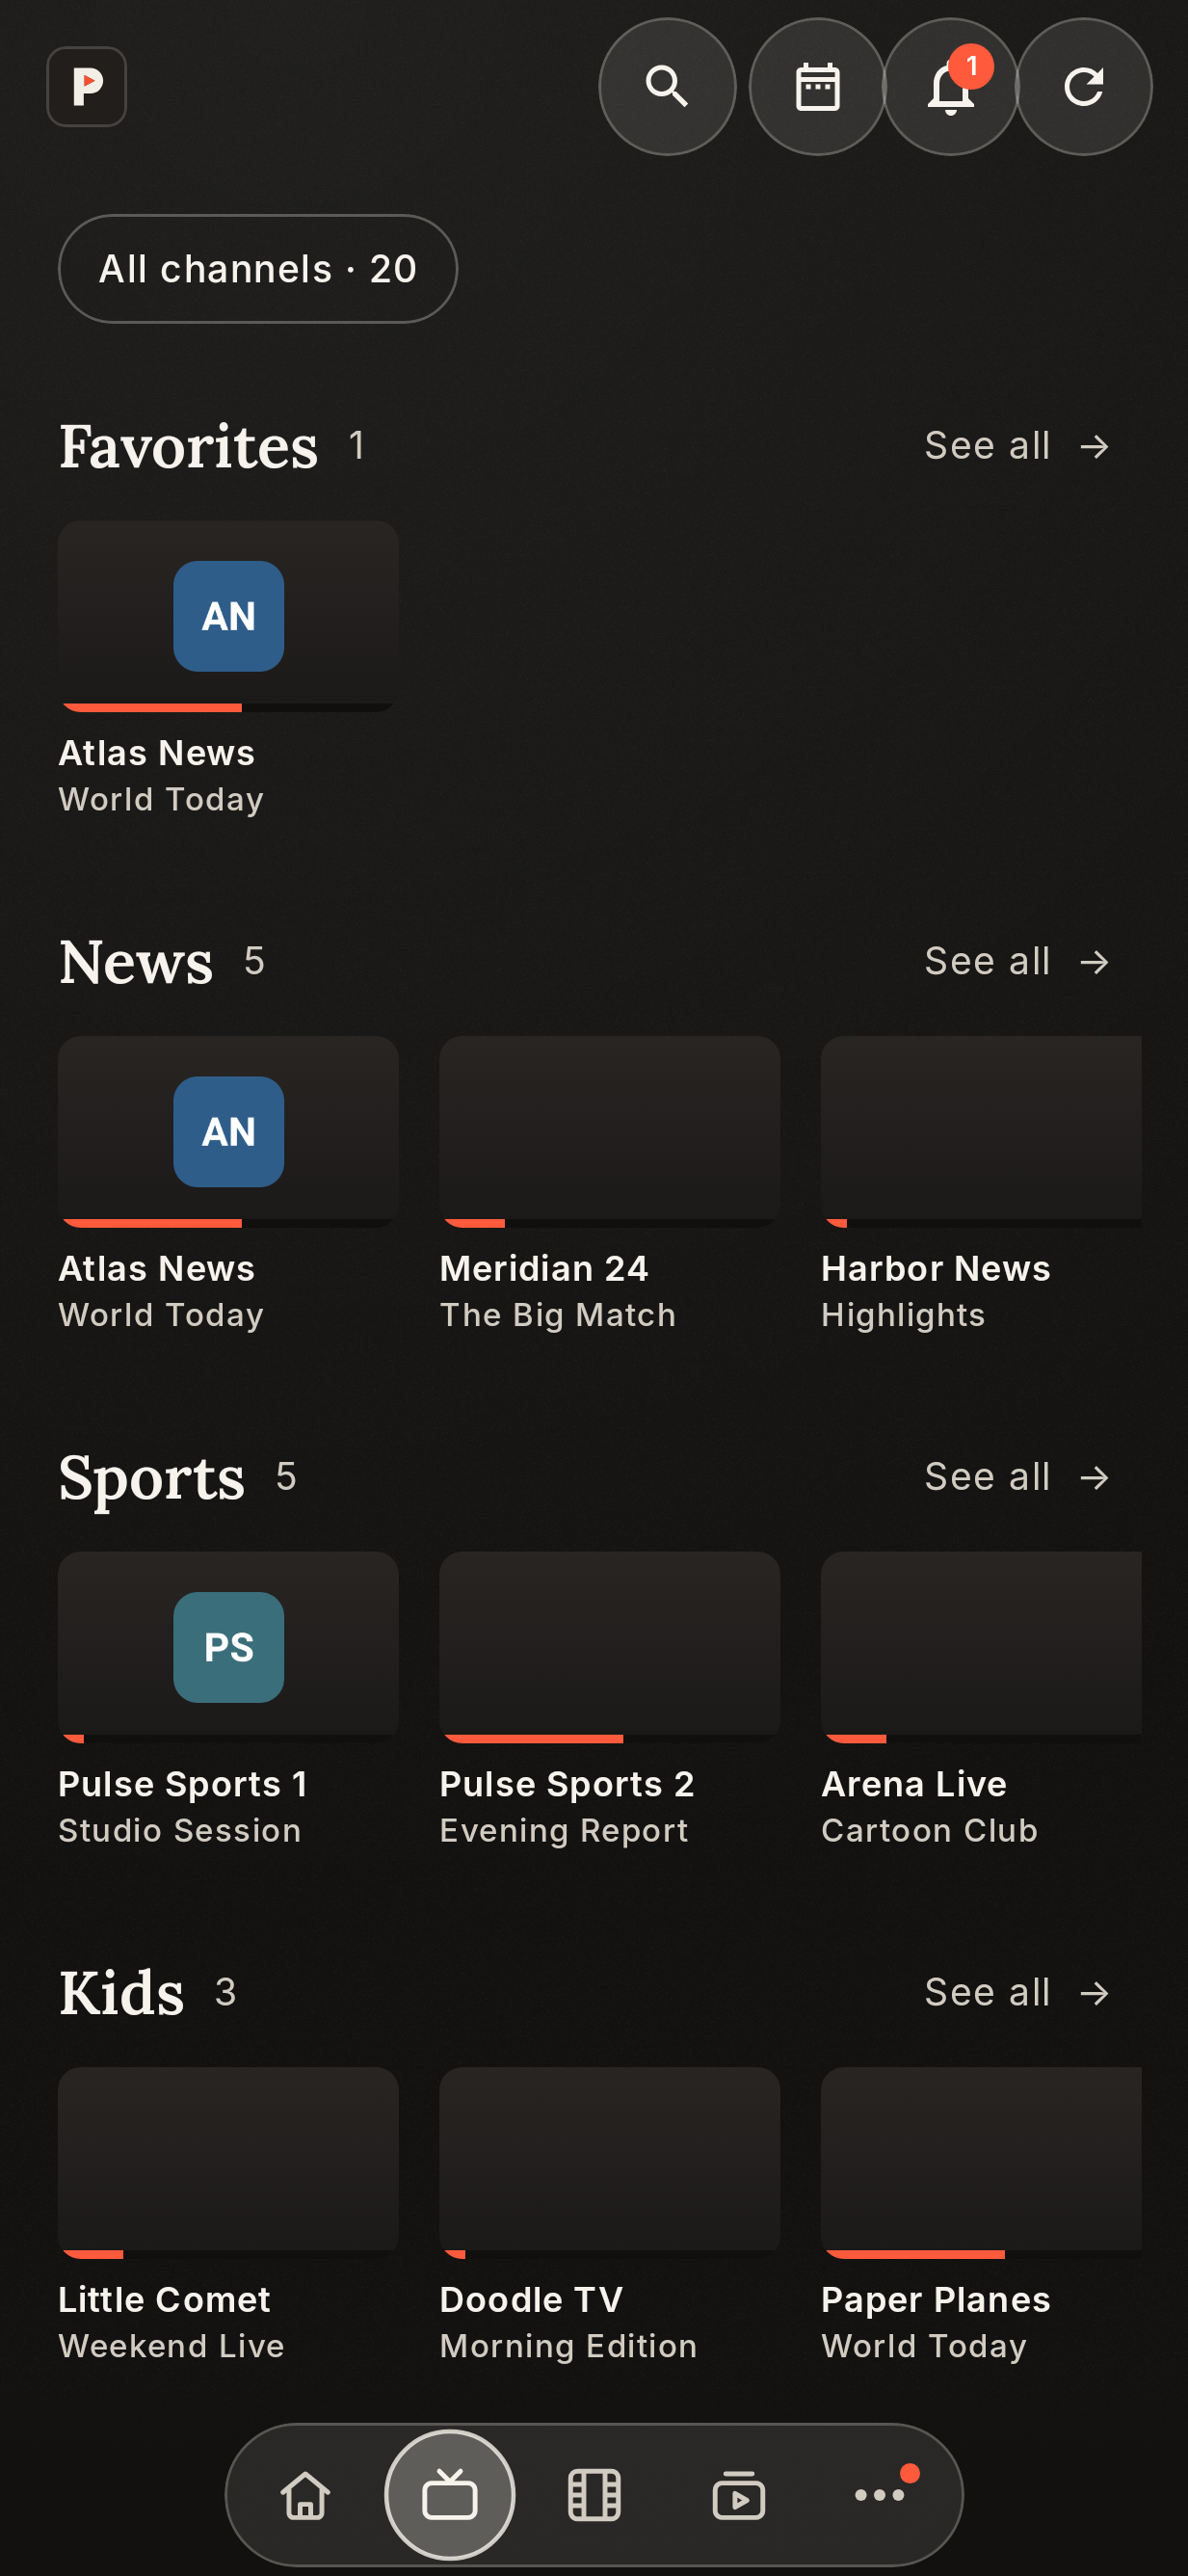 P
1
All channels · 20
Favorites 1 See all →
AN
Atlas News
World Today
News 5 See all →
AN
Atlas News Meridian 24 Harbor News
World Today The Big Match Highlights
Sports 5 See all →
PS
Pulse Sports 1 Pulse Sports 2 Arena Live
Studio Session Evening Report Cartoon Club
Kids 3 See all →
Little Comet Doodle TV Paper Planes
Weekend Live Morning Edition World Today